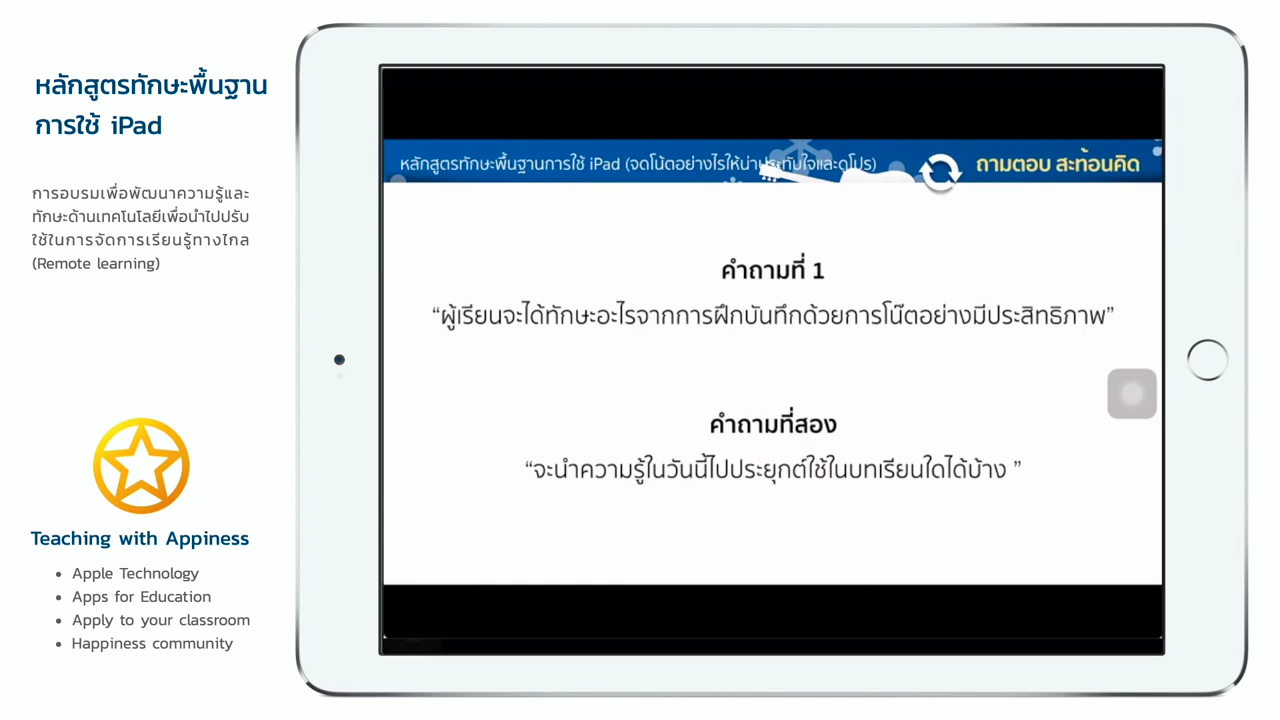 หลักสูตรทักษะพื้นฐาน
การใช้ iPad
การอบรมเพื่อพัฒนาความรู้และ
ทักษะด้านเทคโนโลยีเพื่อนำไปปรับ
ใช้ในการจัดการเรียนรู้ทางไกล
(Remote learning)
Teaching with Appiness
• Apple Technology
• Apps for Education
• Apply to your classroom
• Happiness community
หลักสูตรทักษะพื้นฐานการใช้ iPad (จดโน้ตอย่างไรให้น่าประทับใจและดูโปร)
ถามตอบ สะท้อนคิด
คำถามที่ 1
“ผู้เรียนจะได้ทักษะอะไรจากการฝึกบันทึกด้วยการโน๊ตอย่างมีประสิทธิภาพ”
คำถามที่สอง
“จะนำความรู้ในวันนี้ไปประยุกต์ใช้ในบทเรียนใดได้บ้าง ”